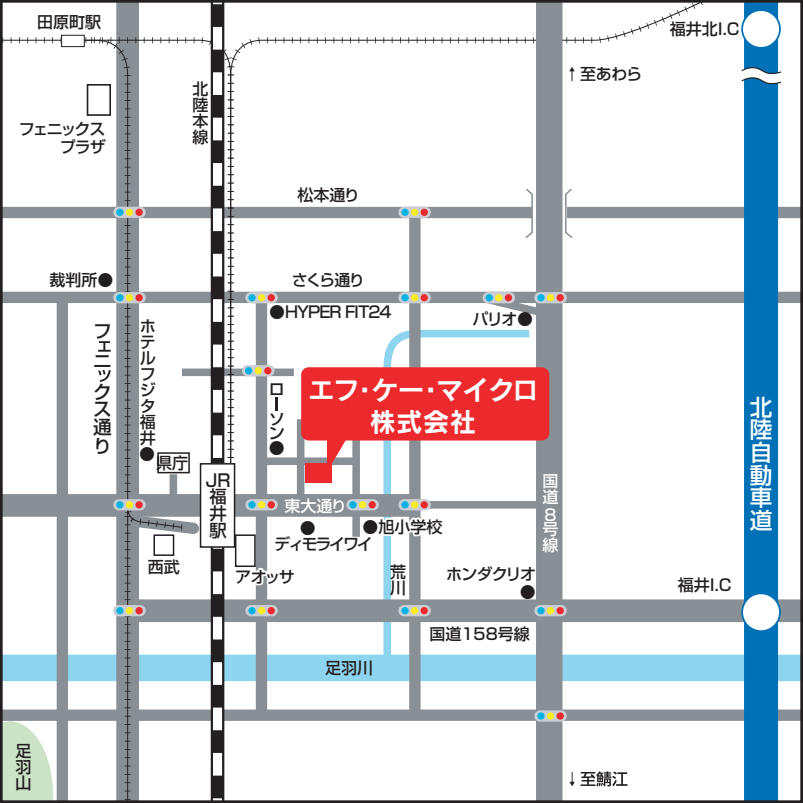 田原町駅
福井北I.C
↑至あわら
北陸本線
フェニックス
プラザ
松本通り
裁判所
さくら通り
HYPER FIT24
パリオ
フェニックス通り
ホテルフジタ福井
ローソン
エフ・ケー・マイクロ
株式会社
北陸自動車道
県庁
JR福井駅
国道8号線
東大通り
旭小学校
ディモライワイ
西武
アオッサ
荒川
ホンダクリオ
福井I.C
国道158号線
足羽川
足羽山
↓至鯖江